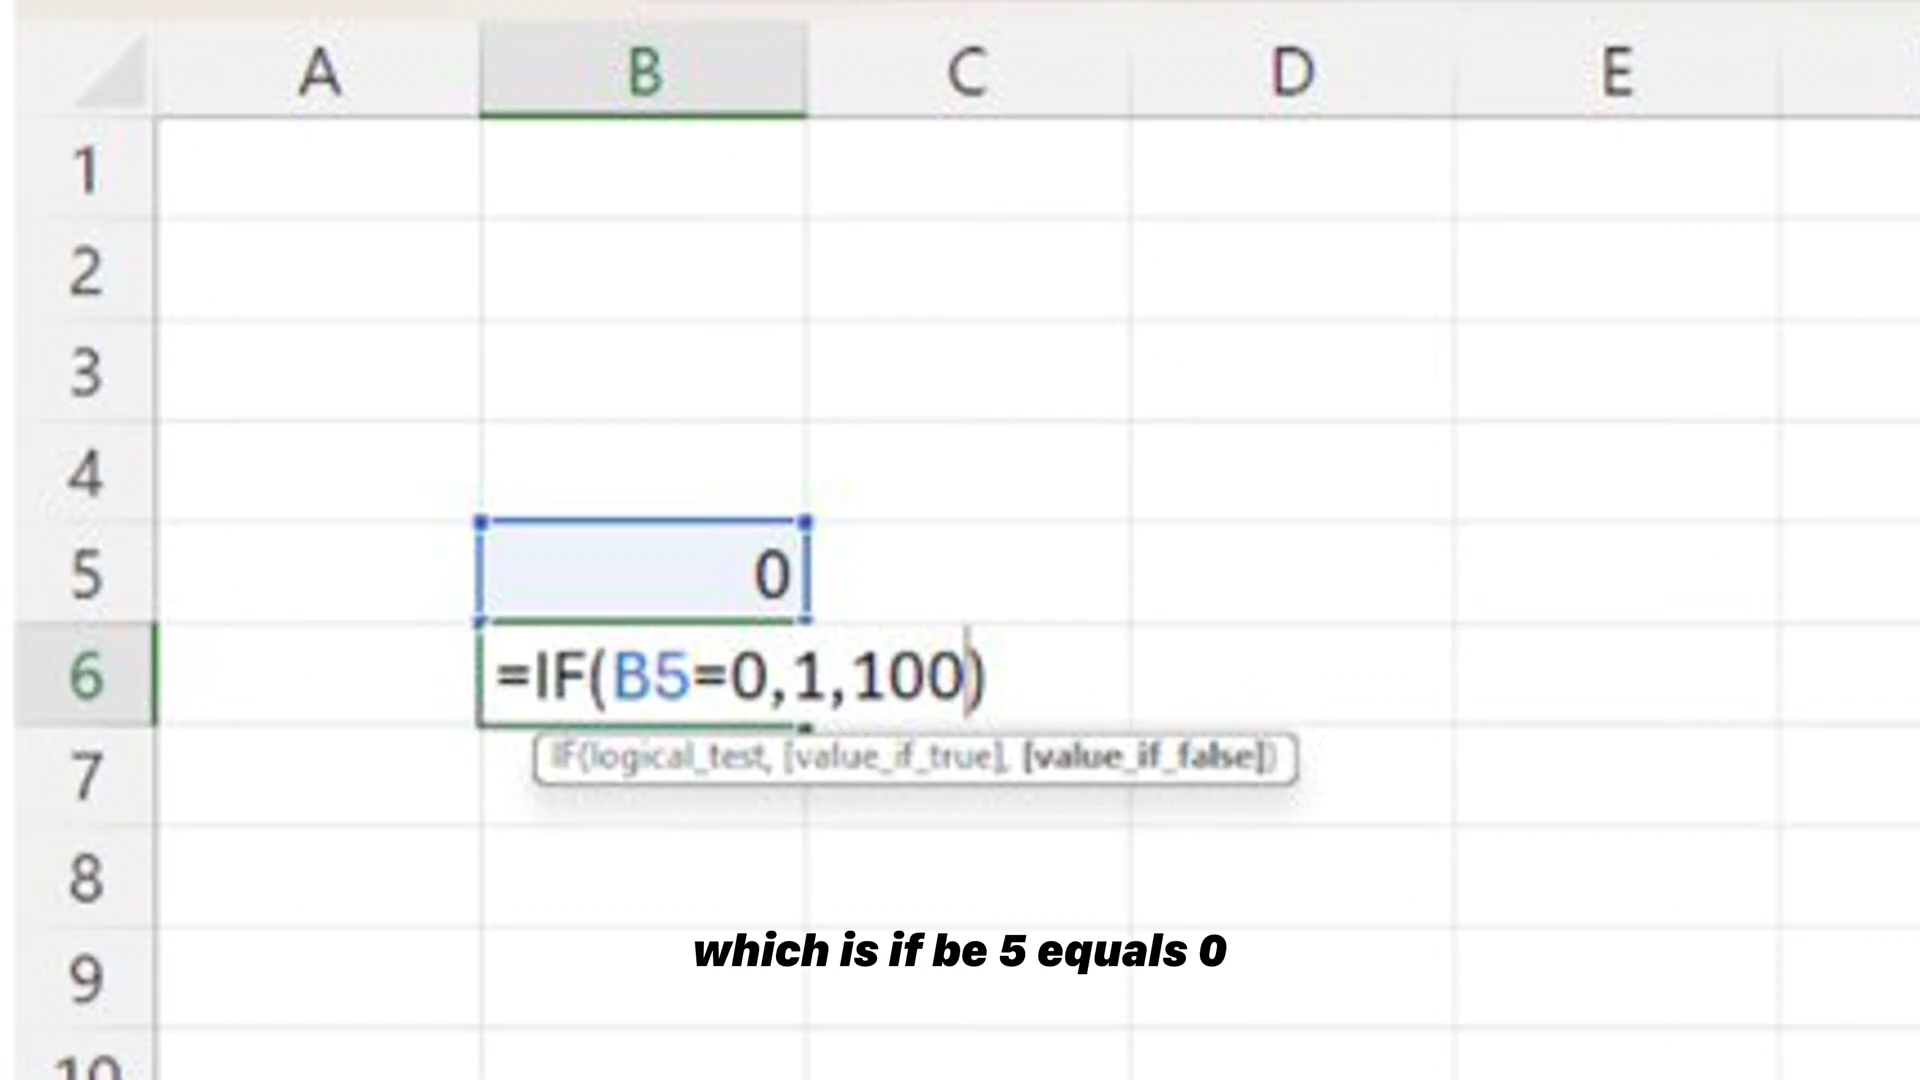 A B C D E
1
2
3
4
5 0
6 =IF(B5=0,1,100)
IF(logical_test, [value_if_true], [value_if_false])
7
8
which is if be 5 equals 0
9
10